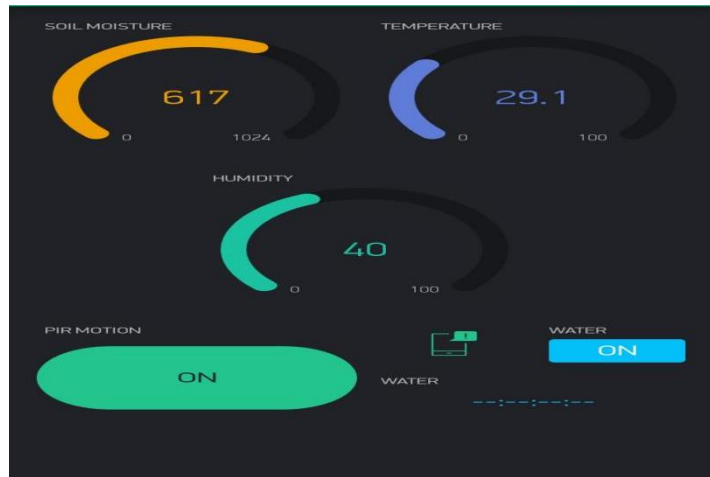 SOIL MOISTURE
TEMPERATURE
617
29.1
0
1024
0
100
HUMIDITY
40
0
100
PIR MOTION
WATER
ON
ON
WATER
--:--:--:--